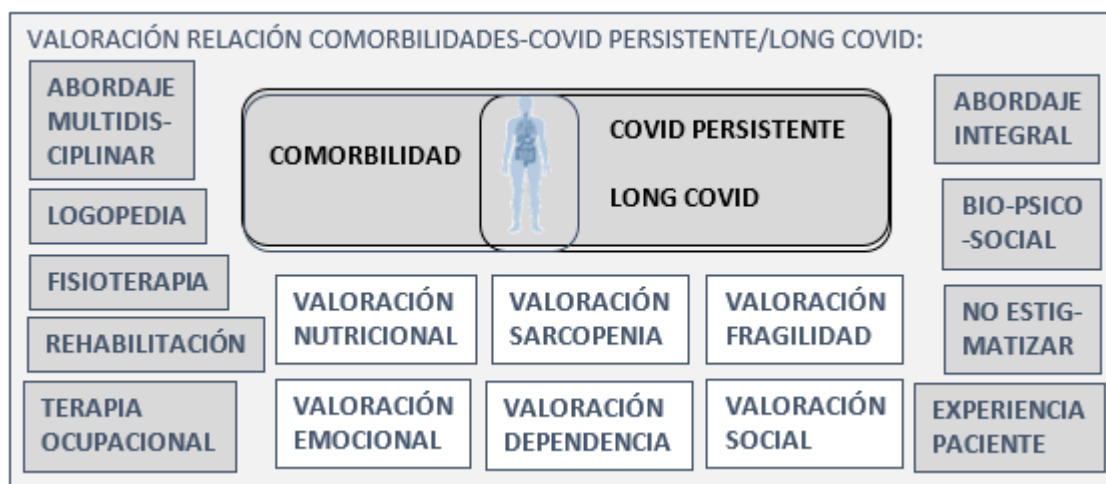 VALORACIÓN RELACIÓN COMORBILIDADES-COVID PERSISTENTE/LONG COVID:
ABORDAJE
MULTIDIS-
CIPLINAR
LOGOPEDIA
FISIOTERAPIA
REHABILITACIÓN
TERAPIA
OCUPACIONAL
COMORBILIDAD
COVID PERSISTENTE
LONG COVID
VALORACIÓN
NUTRICIONAL
VALORACIÓN
SARCOPENIA
VALORACIÓN
FRAGILIDAD
VALORACIÓN
EMOCIONAL
VALORACIÓN
DEPENDENCIA
VALORACIÓN
SOCIAL
ABORDAJE
INTEGRAL
BIO-PSICO
-SOCIAL
NO ESTIG-
MATIZAR
EXPERIENCIA
PACIENTE